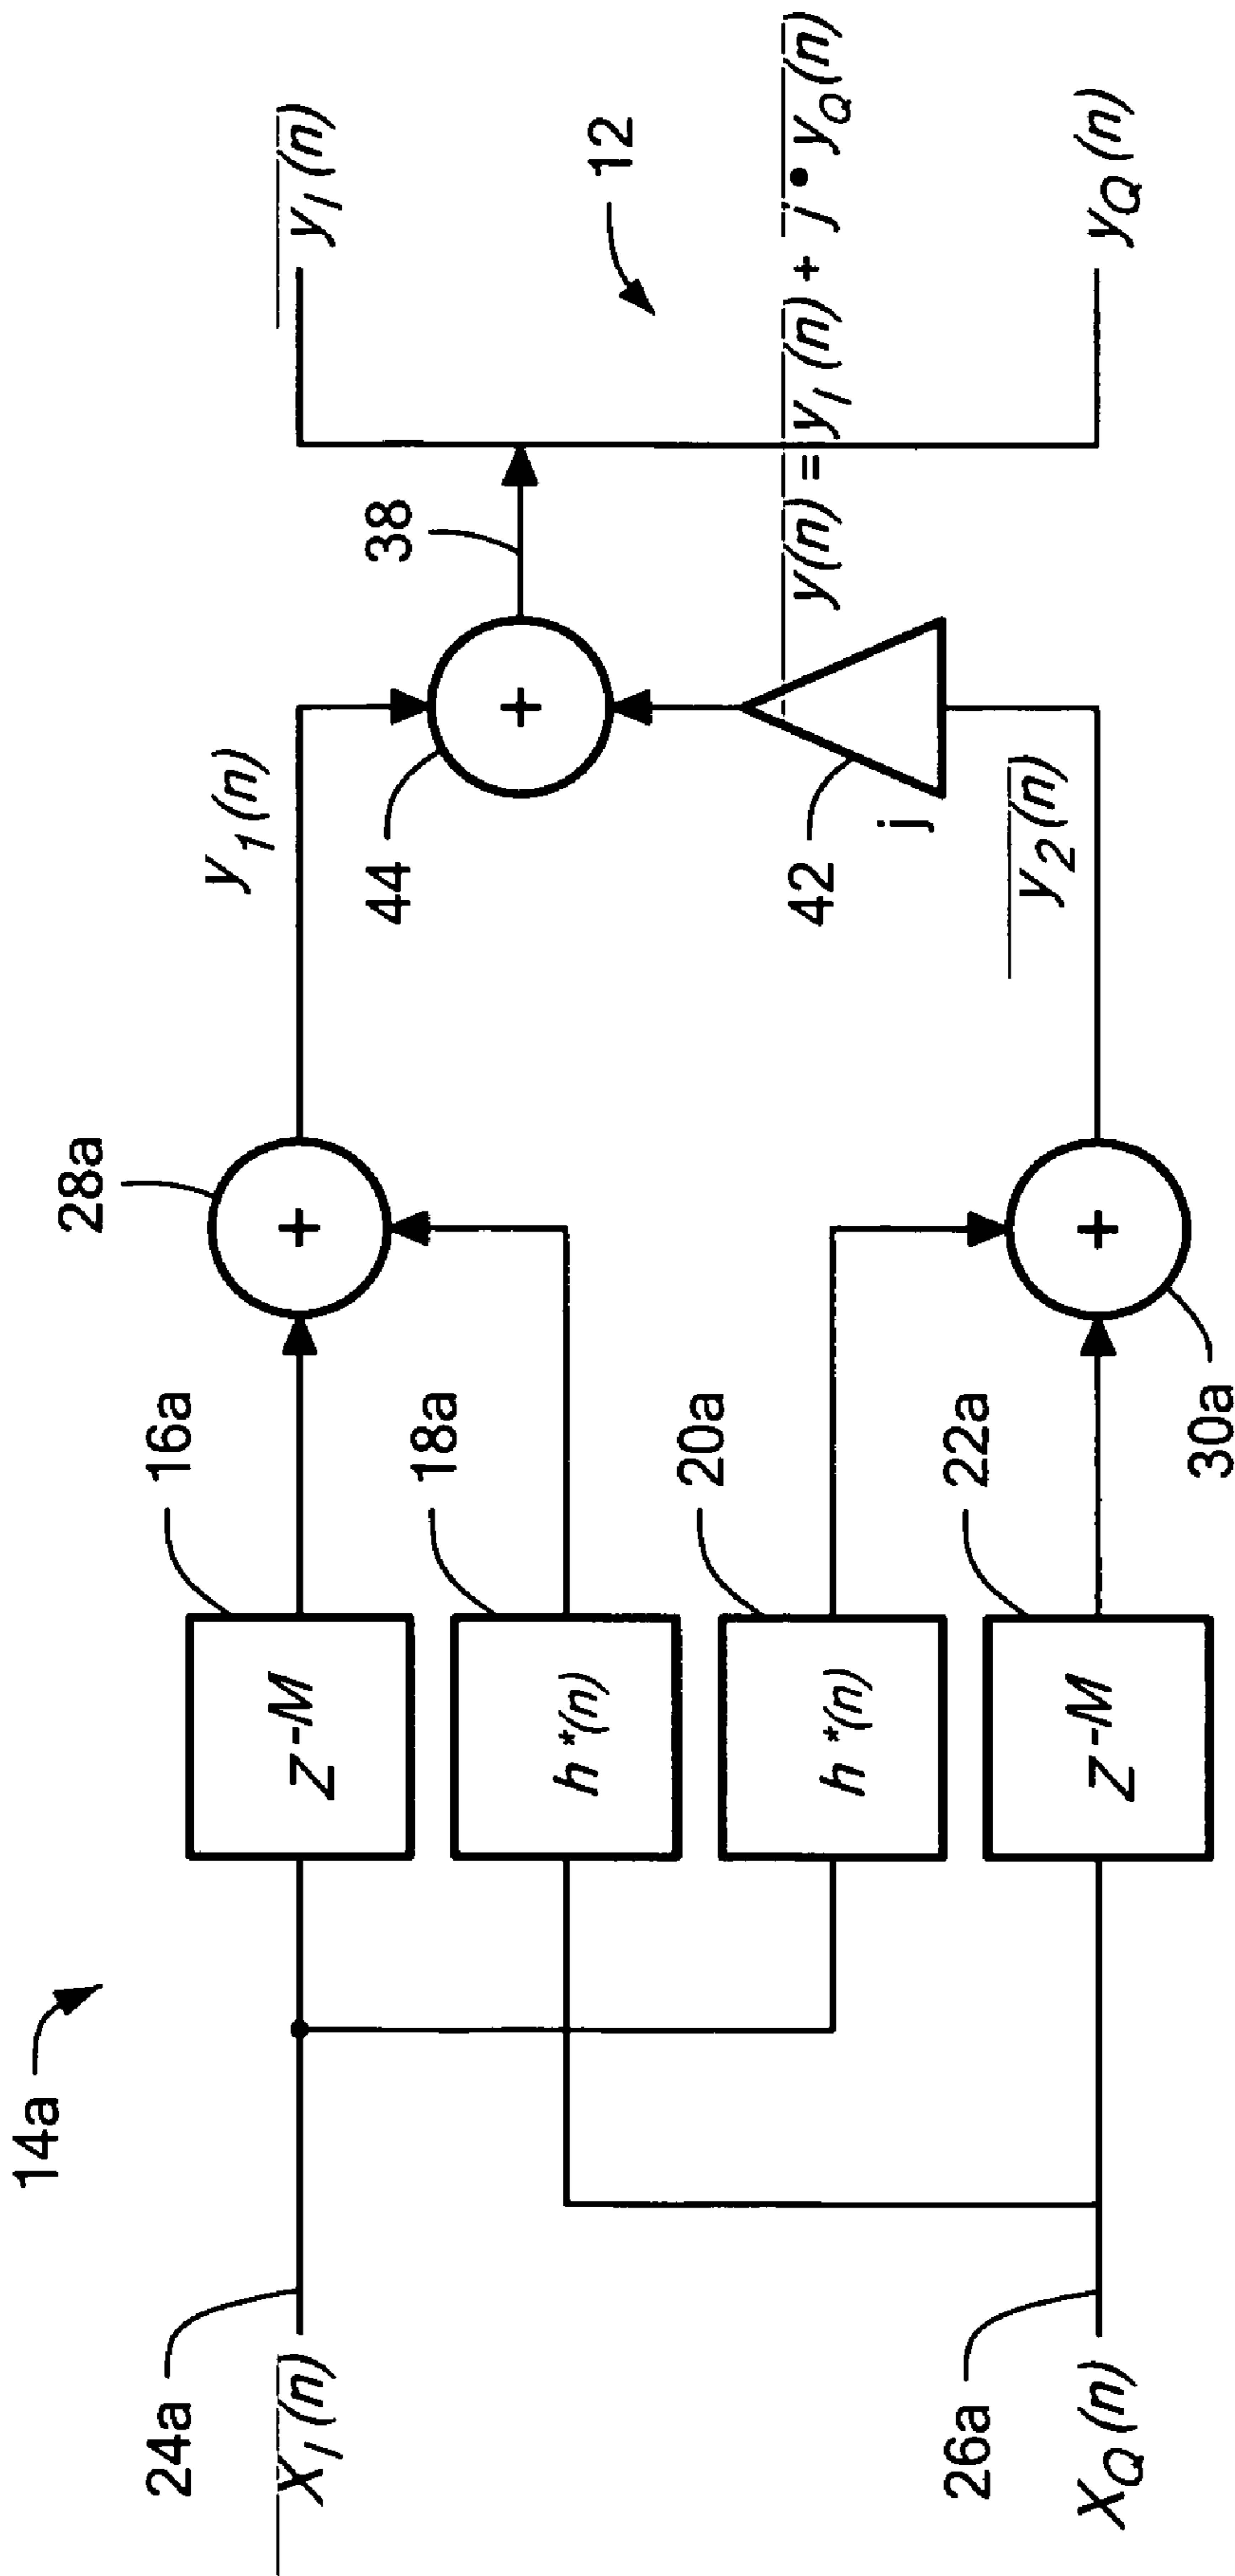 14a
24a
X_I(n)
26a
X_Q(n)
16a
Z^-M
18a
h*(n)
20a
h*(n)
22a
Z^-M
28a
+
30a
+
y_1(n)
y_2(n)
44
+
42
j
38
y(n) = y_I(n) + j • y_Q(n)
12
y_I(n)
y_Q(n)